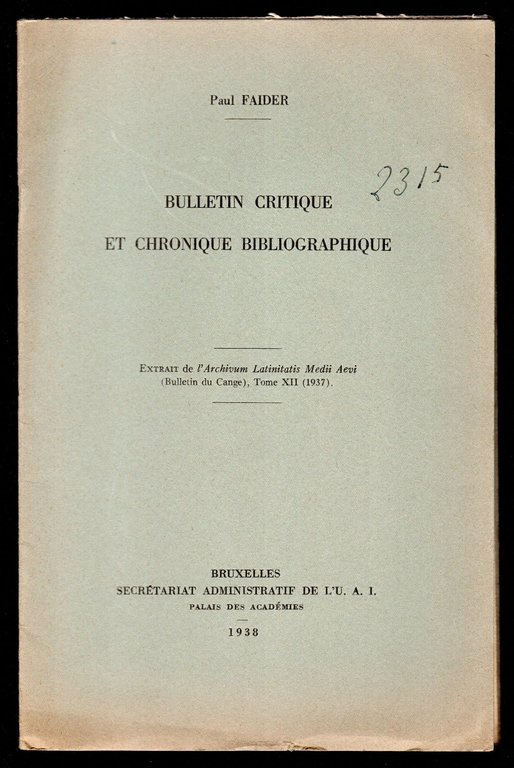 Paul FAIDER
2315
BULLETIN CRITIQUE
ET CHRONIQUE BIBLIOGRAPHIQUE
EXTRAIT de l'Archivum Latinitatis Medii Aevi
(Bulletin du Cange), Tome XII (1937).
BRUXELLES
SECRÉTARIAT ADMINISTRATIF DE L'U. A. I.
PALAIS DES ACADÉMIES
1938